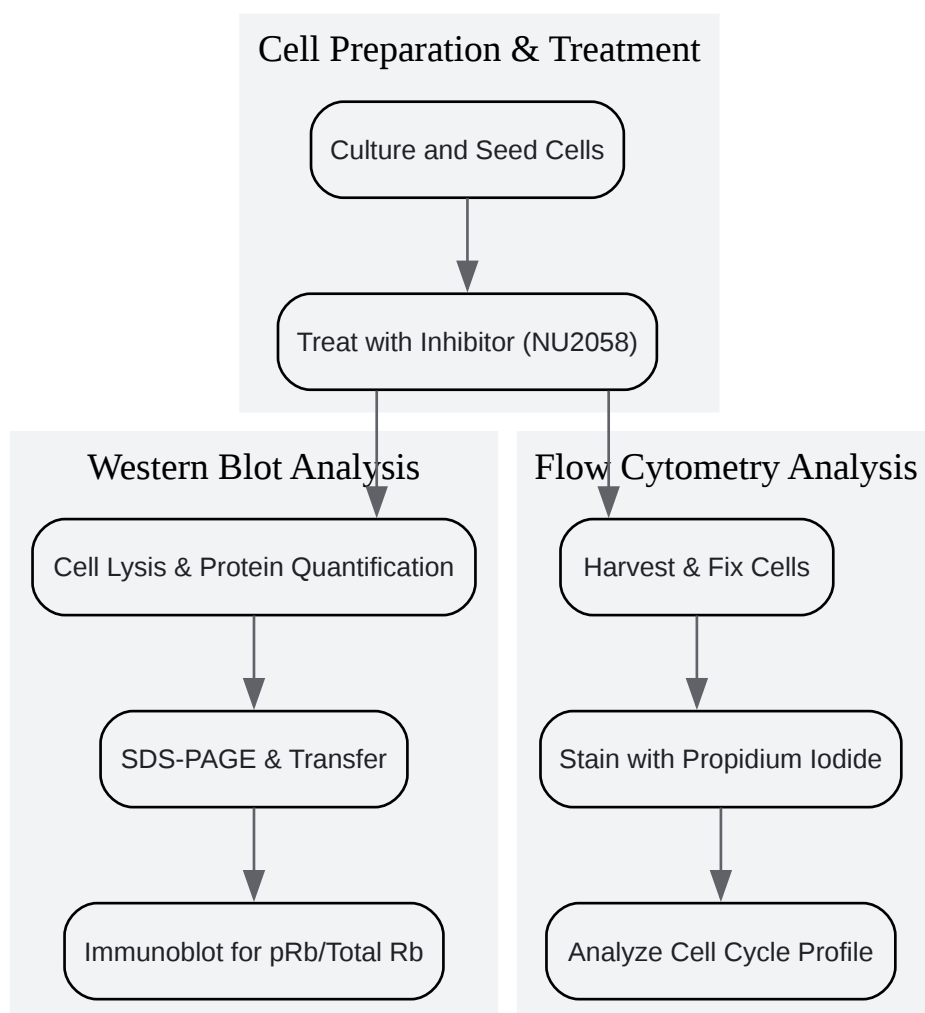 Cell Preparation & Treatment
Culture and Seed Cells
Treat with Inhibitor (NU2058)
Western Blot Analysis
Cell Lysis & Protein Quantification
SDS-PAGE & Transfer
Immunoblot for pRb/Total Rb
Flow Cytometry Analysis
Harvest & Fix Cells
Stain with Propidium Iodide
Analyze Cell Cycle Profile